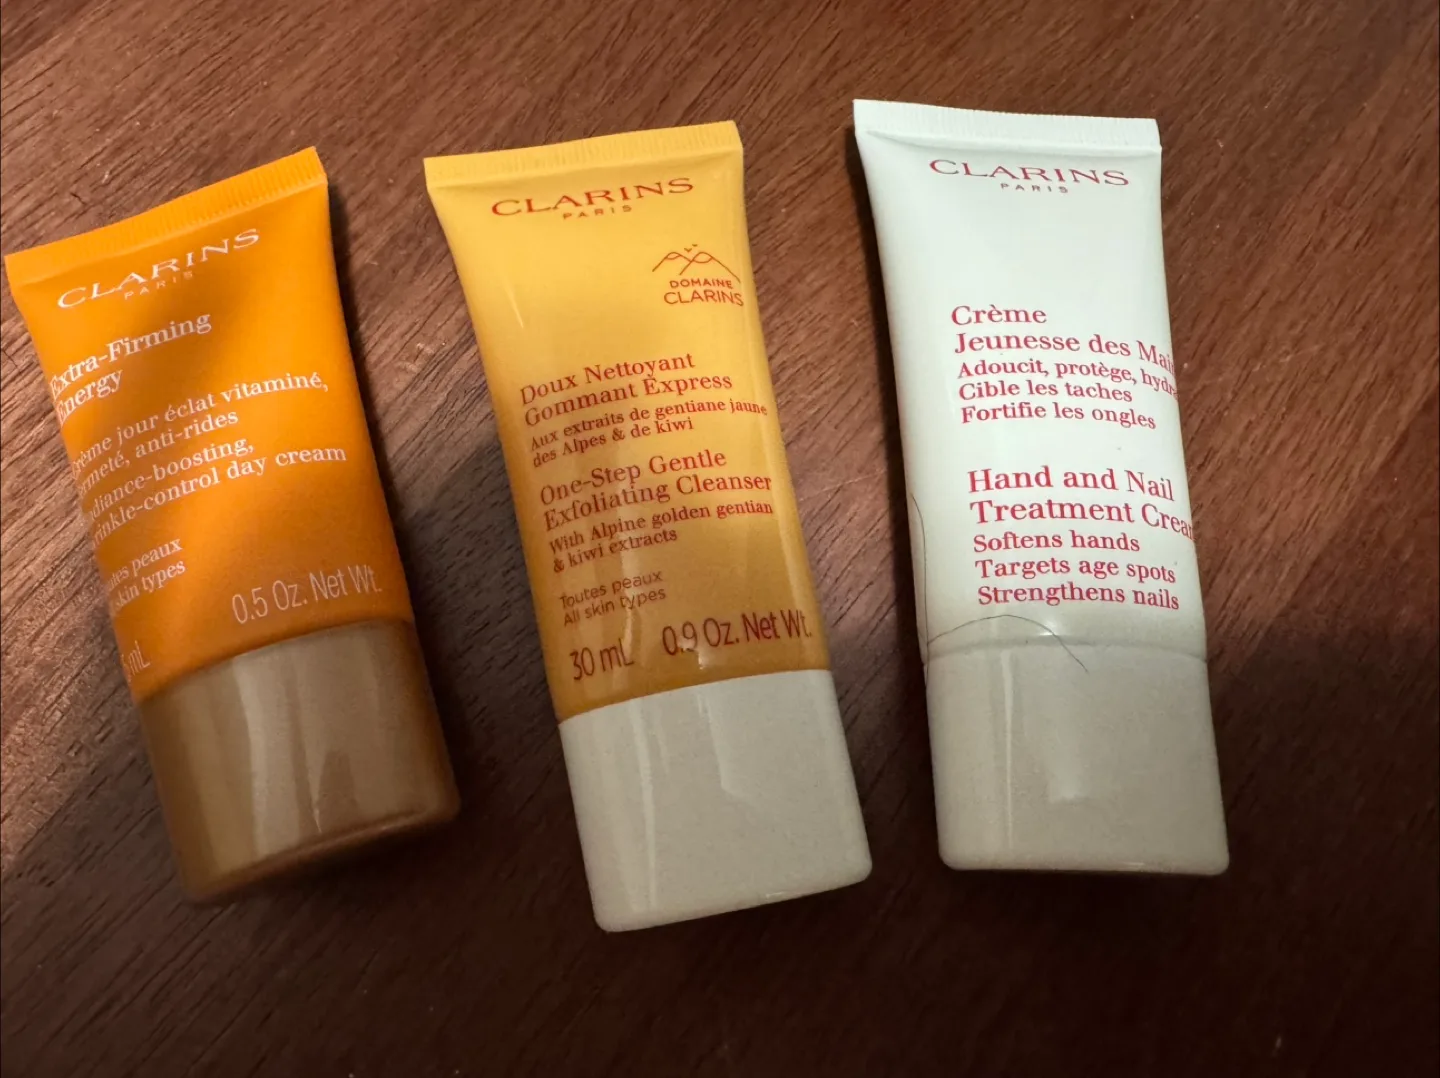 CLARINS
PARIS
Extra-Firming
Energy
Crème jour éclat vitaminé,
fermeté, anti-rides
Radiance-boosting,
wrinkle-control day cream
skin types
peaux
0.5 Oz. Net Wt.
mL
CLARINS
PARIS
DOMAINE
CLARINS
Doux Nettoyant
Gommant Express
Aux extraits de gentiane jaune
des Alpes & de kiwi
One-Step Gentle
Exfoliating Cleanser
With Alpine golden gentian
& kiwi extracts
Toutes peaux
All skin types
30 mL 0.9 Oz. Net Wt.
CLARINS
PARIS
Crème
Jeunesse des Mai
Adoucit, protège, hydra
Cible les taches
Fortifie les ongles
Hand and Nail
Treatment Crea
Softens hands
Targets age spots
Strengthens nails